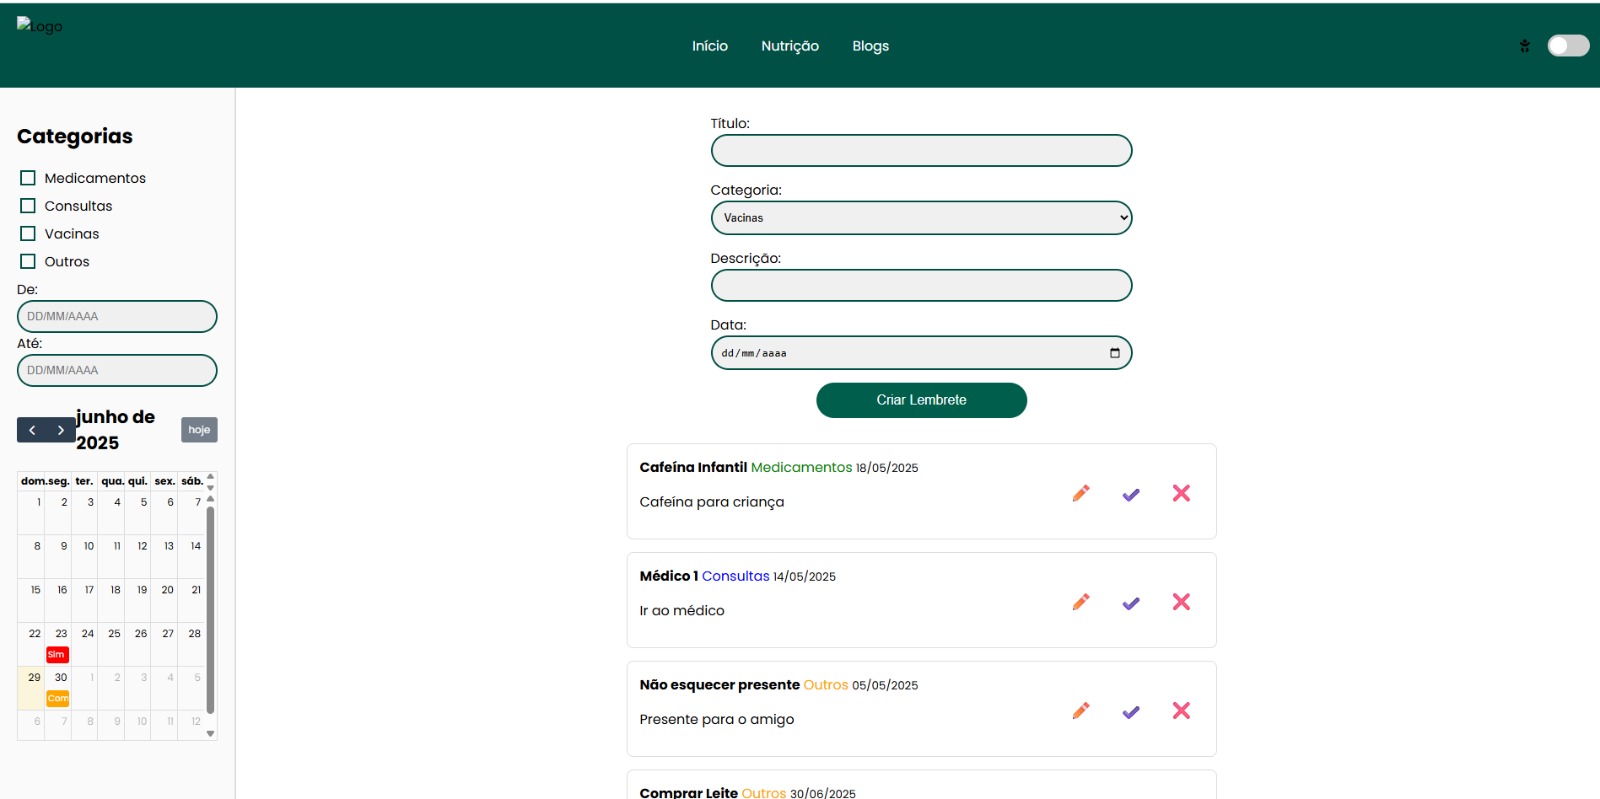 Logo
Início Nutrição Blogs
Categorias
Medicamentos
Consultas
Vacinas
Outros
De:
DD/MM/AAAA
Até:
DD/MM/AAAA
junho de
2025
hoje
dom. seg. ter. qua. qui. sex. sáb.
1 2 3 4 5 6 7
8 9 10 11 12 13 14
15 16 17 18 19 20 21
22 23 24 25 26 27 28
Sim
29 30 1 2 3 4 5
Com
6 7 8 9 10 11 12
Título:
Categoria:
Vacinas
Descrição:
Data:
dd/mm/aaaa
Criar Lembrete
Cafeína Infantil Medicamentos 18/05/2025
Cafeína para criança
Médico 1 Consultas 14/05/2025
Ir ao médico
Não esquecer presente Outros 05/05/2025
Presente para o amigo
Comprar Leite Outros 30/06/2025